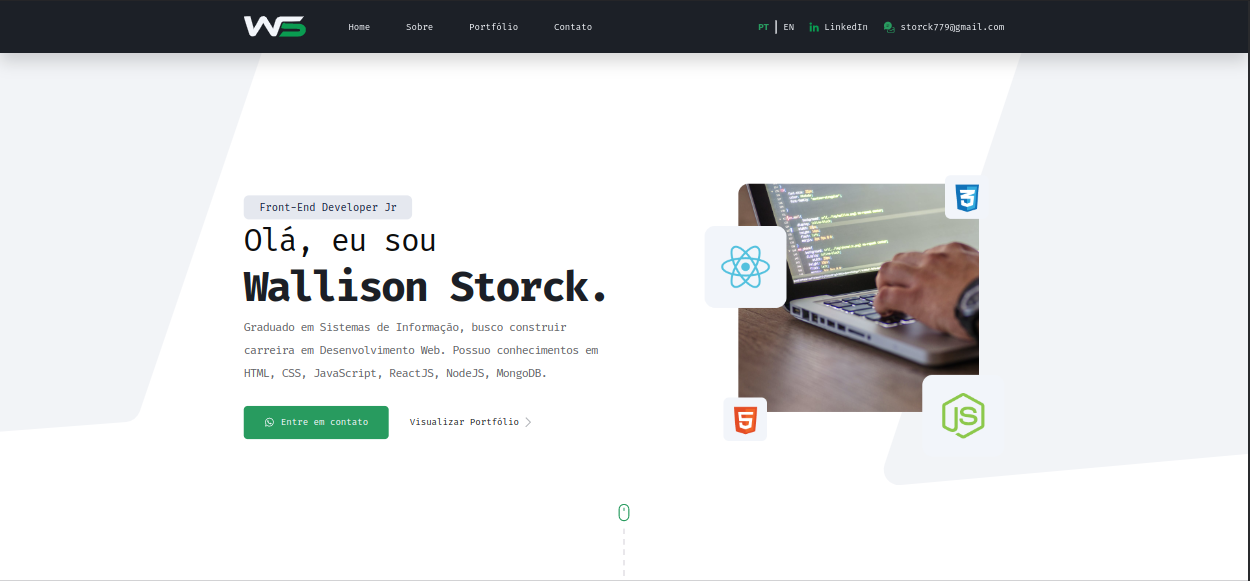 WS
Home
Sobre
Portfólio
Contato
PT
EN
LinkedIn
storck779@gmail.com
Front-End Developer Jr
Olá, eu sou
Wallison Storck.
Graduado em Sistemas de Informação, busco construir
carreira em Desenvolvimento Web. Possuo conhecimentos em
HTML, CSS, JavaScript, ReactJS, NodeJS, MongoDB.
Entre em contato
Visualizar Portfólio
3
5
JS